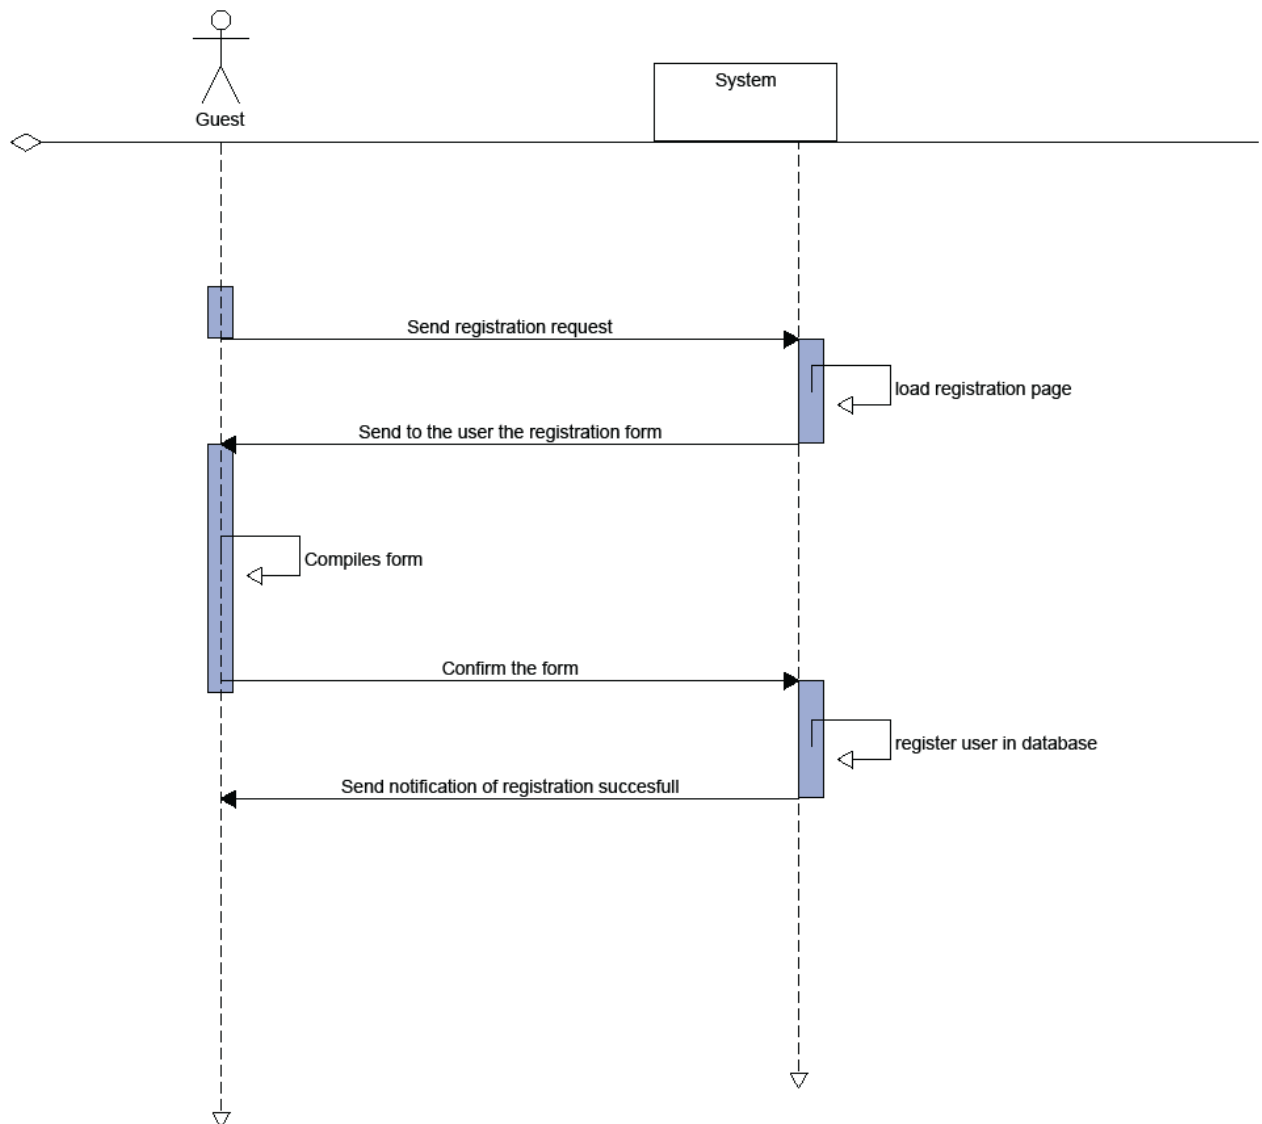 Guest
System
Send registration request
load registration page
Send to the user the registration form
Compiles form
Confirm the form
register user in database
Send notification of registration succesfull